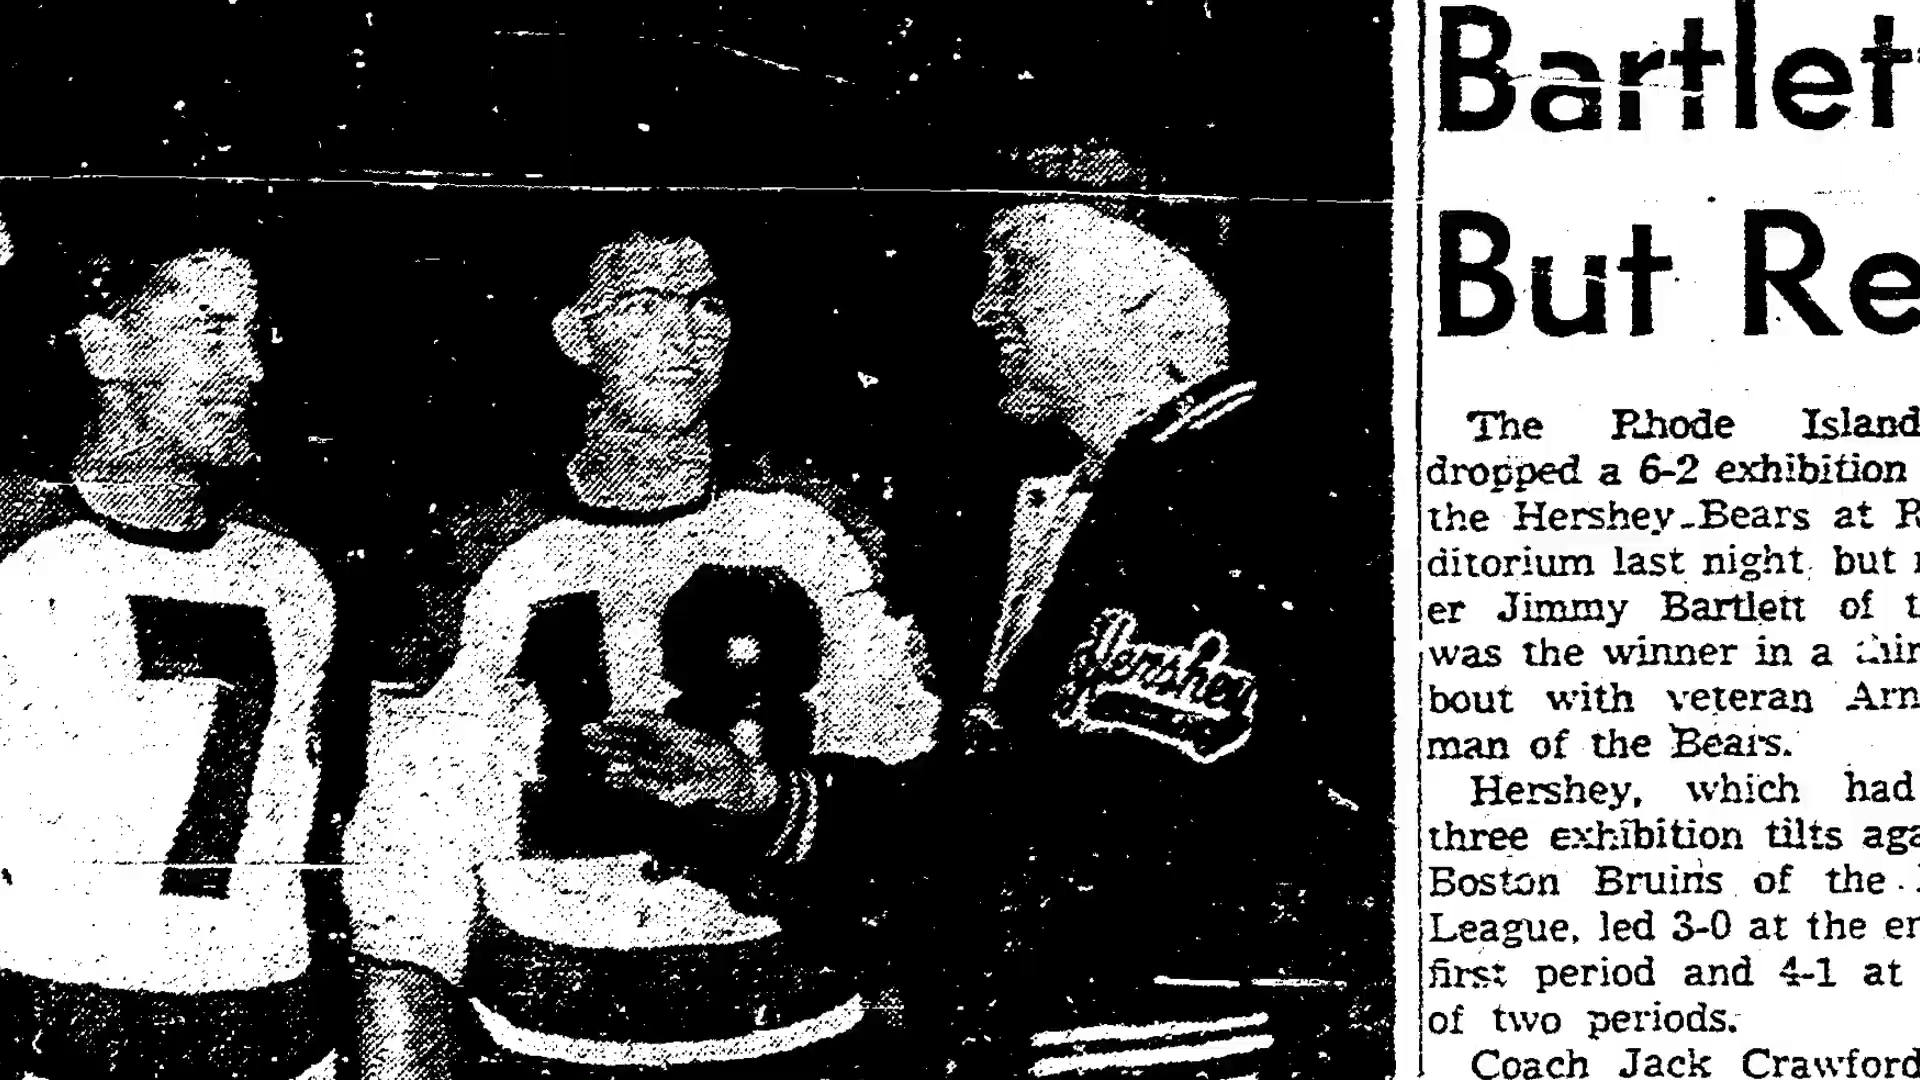 7
19
Hershey
Bartlet
But Re
The Rhode Island
dropped a 6-2 exhibition
the Hershey Bears at R
ditorium last night, but
er Jimmy Bartlett of t
was the winner in a
bout with veteran Arn
man of the Bears.
Hershey, which had
three exhibition tilts aga
Boston Bruins of the
League, led 3-0 at the en
first period and 4-1 at
of two periods.
Coach Jack Crawford